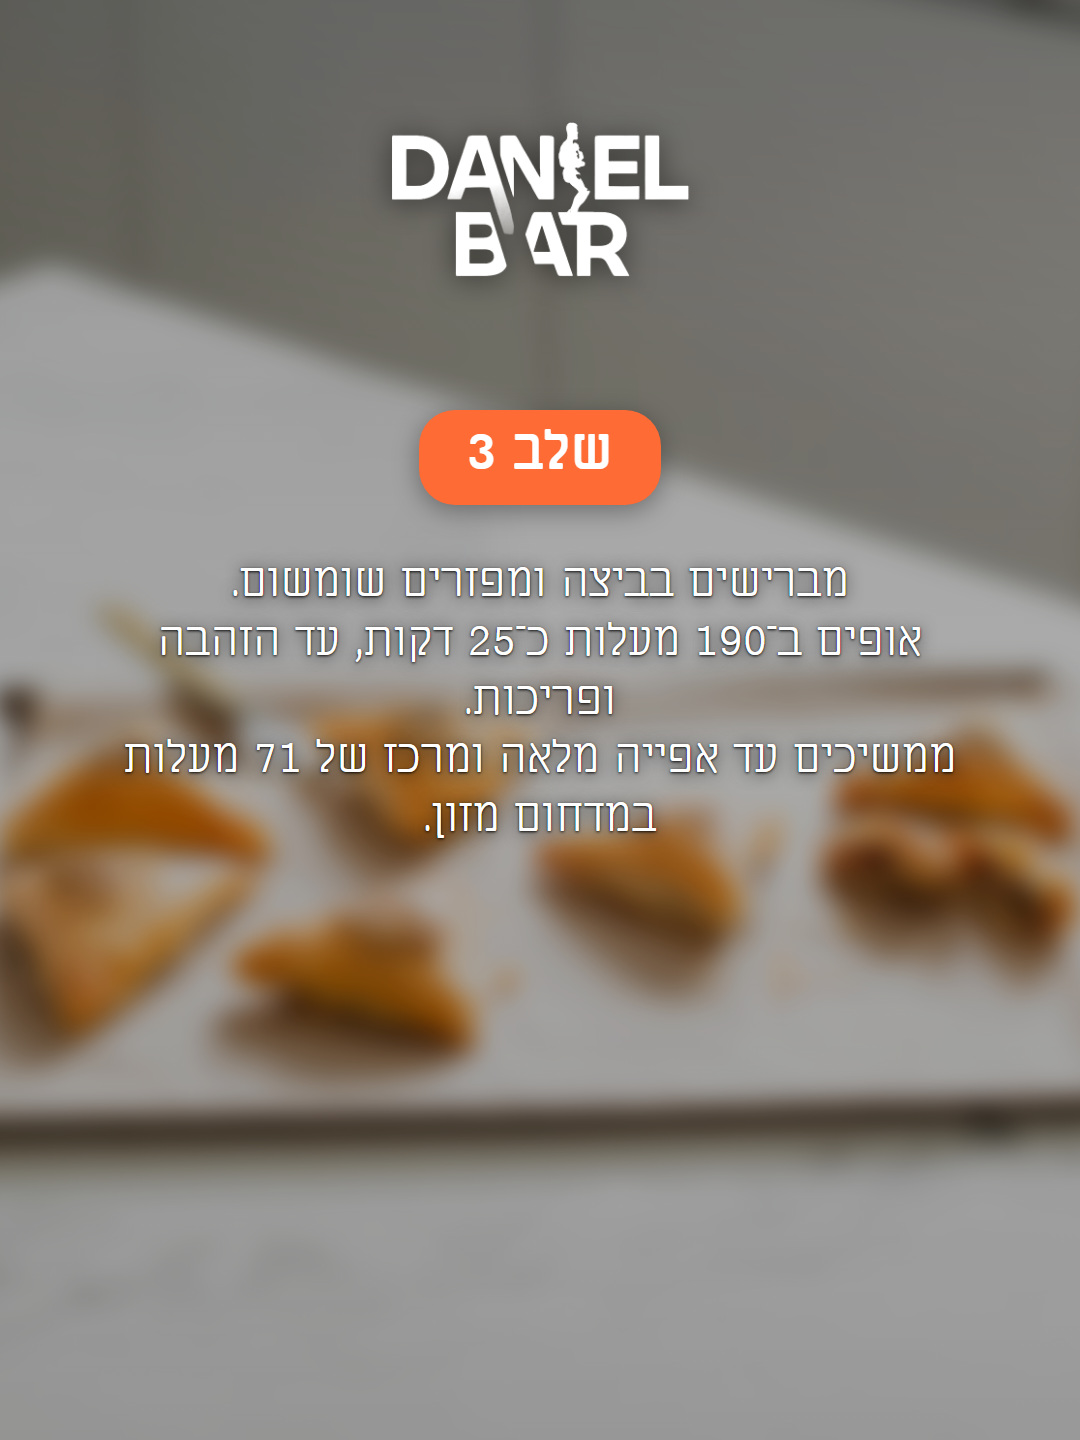 DANIEL
BAR
שלב 3
מברישים בביצה ומפזרים שומשום.
אופים ב־190 מעלות כ־25 דקות, עד הזהבה
ופריכות.
ממשיכים עד אפייה מלאה ומרכז של 71 מעלות
במדחום מזון.